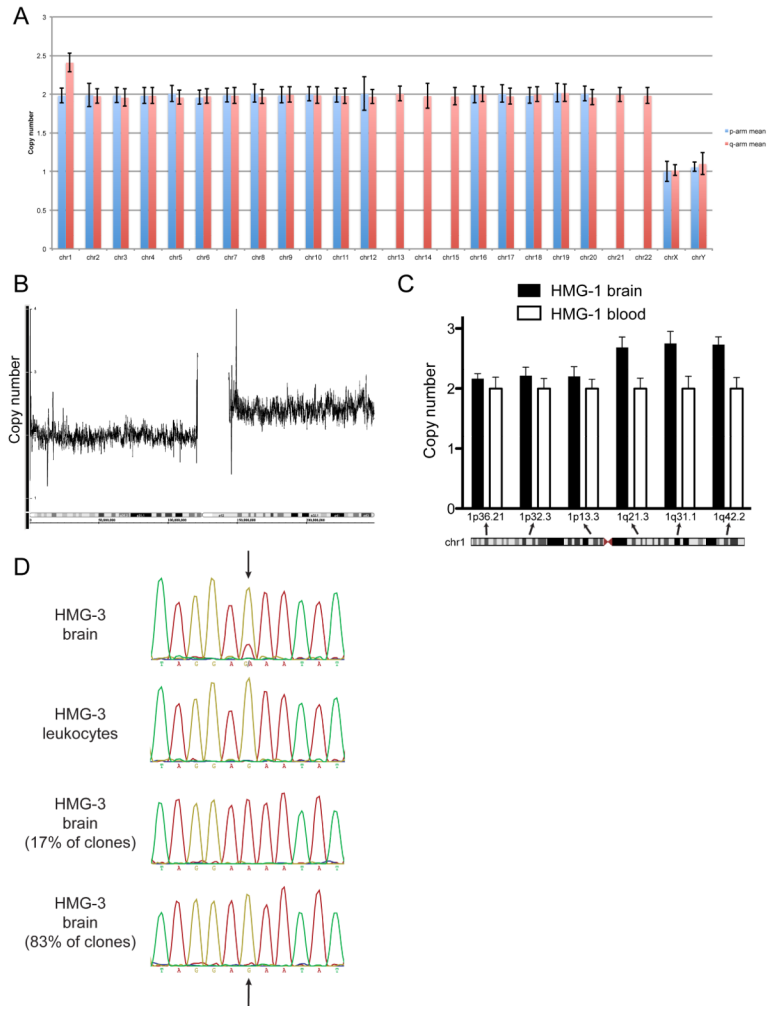 A
3
2.5
2
1.5
1
0.5
0
Copy number
chr1 chr2 chr3 chr4 chr5 chr6 chr7 chr8 chr9 chr10 chr11 chr12 chr13 chr14 chr15 chr16 chr17 chr18 chr19 chr20 chr21 chr22 chrX chrY
p-arm mean
q-arm mean
B
Copy number
C
HMG-1 brain
HMG-1 blood
Copy number
3
2
1
0
1p36.21 1p32.3 1p13.3 1q21.3 1q31.1 1q42.2
chr1
D
HMG-3
brain
T A G G A A A T A T
HMG-3
leukocytes
T A G G A G A A T A T
HMG-3
brain
(17% of clones)
T A G G A A A A T A T
HMG-3
brain
(83% of clones)
T A G G A G A A T A T